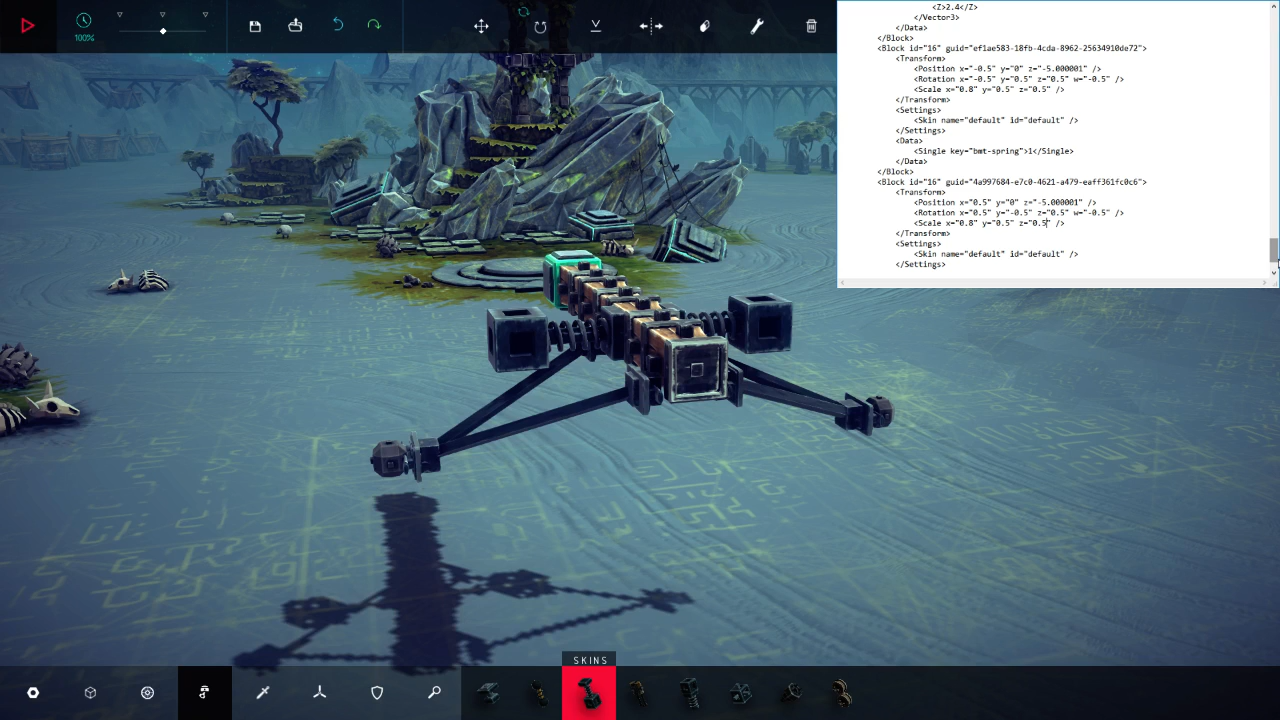 100%
<Z>2.4</Z>
</Vector3>
</Data>
</Block>
<Block id="16" guid="ef1ae583-18fb-4cda-8962-25634910de72">
<Transform>
<Position x="-0.5" y="0" z="-5.000001" />
<Rotation x="-0.5" y="0.5" z="0.5" w="-0.5" />
<Scale x="0.8" y="0.5" z="0.5" />
</Transform>
<Settings>
<Skin name="default" id="default" />
</Settings>
<Data>
<Single key="bmt-spring">1</Single>
</Data>
</Block>
<Block id="16" guid="4a997684-e7c0-4621-a479-eaff361fc0c6">
<Transform>
<Position x="0.5" y="0" z="-5.000001" />
<Rotation x="0.5" y="-0.5" z="0.5" w="-0.5" />
<Scale x="0.8" y="0.5" z="0.5" />
</Transform>
<Settings>
<Skin name="default" id="default" />
</Settings>
SKINS